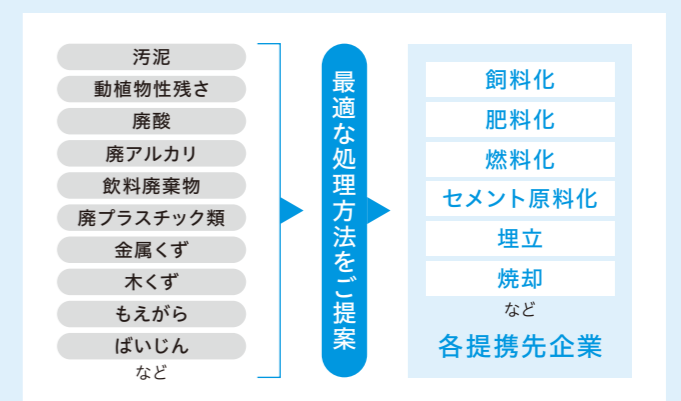 汚泥
動植物性残さ
廃酸
廃アルカリ
飲料廃棄物
廃プラスチック類
金属くず
木くず
もえがら
ばいじん
など
最適な処理方法をご提案
飼料化
肥料化
燃料化
セメント原料化
埋立
焼却
など
各提携先企業